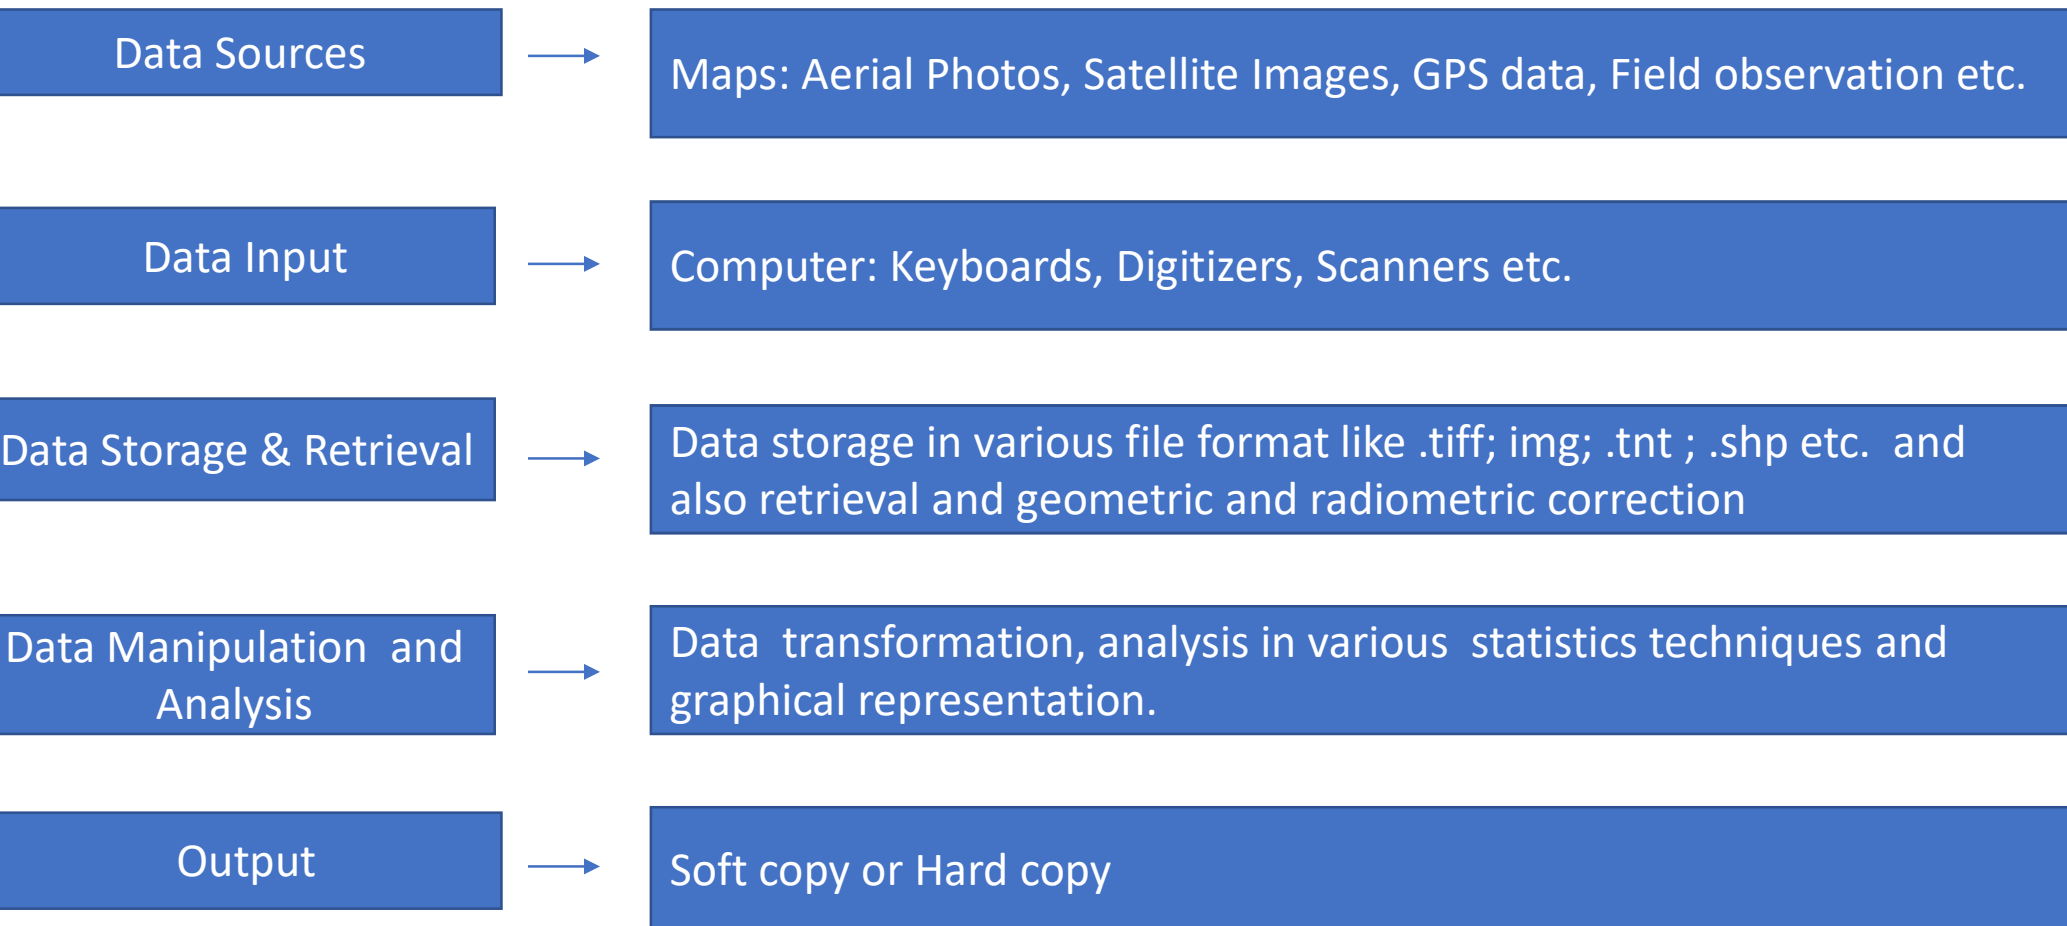 Data Sources
Maps: Aerial Photos, Satellite Images, GPS data, Field observation etc.
Data Input
Computer: Keyboards, Digitizers, Scanners etc.
Data Storage & Retrieval
Data storage in various file format like .tiff; img; .tnt ; .shp etc.  and
also retrieval and geometric and radiometric correction
Data Manipulation  and
Analysis
Data  transformation, analysis in various  statistics techniques and
graphical representation.
Output
Soft copy or Hard copy